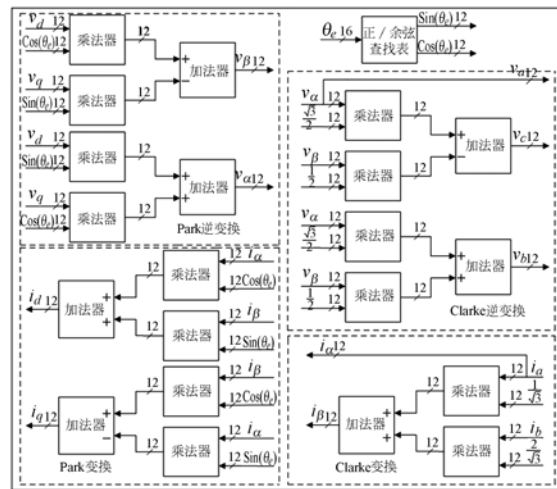 v_d 12
Cos(θ_e) 12
乘法器
12
v_q 12
Sin(θ_e) 12
乘法器
12
+
−
加法器
v_β 12
v_d 12
Sin(θ_e) 12
乘法器
12
v_q 12
Cos(θ_e) 12
乘法器
12
+
+
加法器
v_α 12
Park逆变换
θ_e 16
正/余弦
查找表
Sin(θ_e) 12
Cos(θ_e) 12
v_a 12
v_α 12
√3/2 12
乘法器
12
v_β 12
1/2 12
乘法器
12
+
−
加法器
v_c 12
v_α 12
√3/2 12
乘法器
12
v_β 12
1/2 12
乘法器
12
+
+
加法器
v_b 12
Clarke逆变换
i_d 12
加法器
+
+
12
乘法器
12 i_α
12 Cos(θ_e)
12
乘法器
12 i_β
12 Sin(θ_e)
i_q 12
加法器
+
−
12
乘法器
12 i_β
12 Cos(θ_e)
12
乘法器
12 i_α
12 Sin(θ_e)
Park变换
i_α 12
i_a
12
1/√3
12
乘法器
12
i_β 12
加法器
+
+
12
乘法器
12 i_b
12 2/√3
Clarke变换